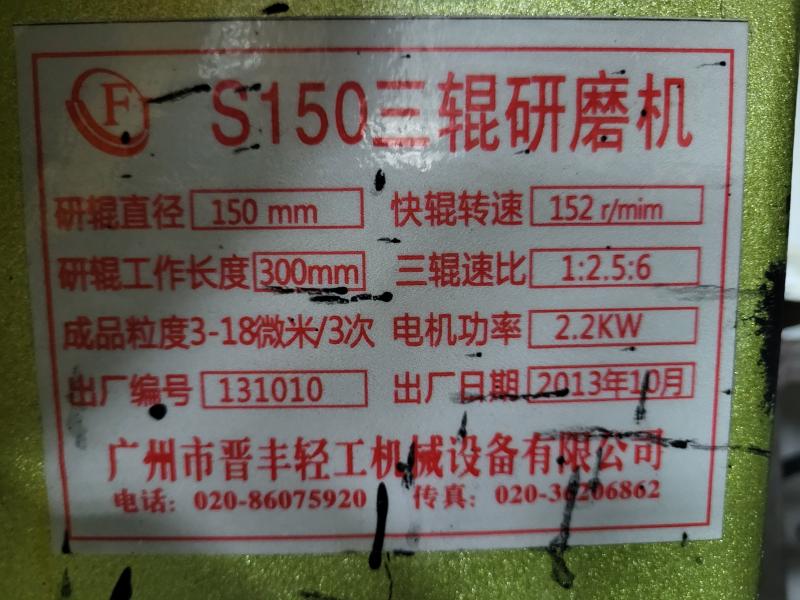 F S150三辊研磨机
研辊直径 150 mm 快辊转速 152 r/mim
研辊工作长度 300mm 三辊速比 1:2.5:6
成品粒度3-18微米/3次 电机功率 2.2KW
出厂编号 131010 出厂日期 2013年10月
广州市晋丰轻工机械设备有限公司
电话：020-86075920 传真：020-36206862